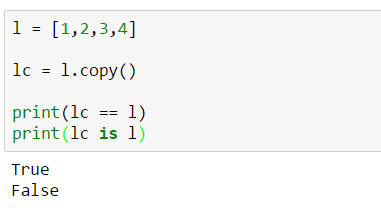 l = [1,2,3,4]
lc = l.copy()
print(lc == l)
print(lc is l)
True
False